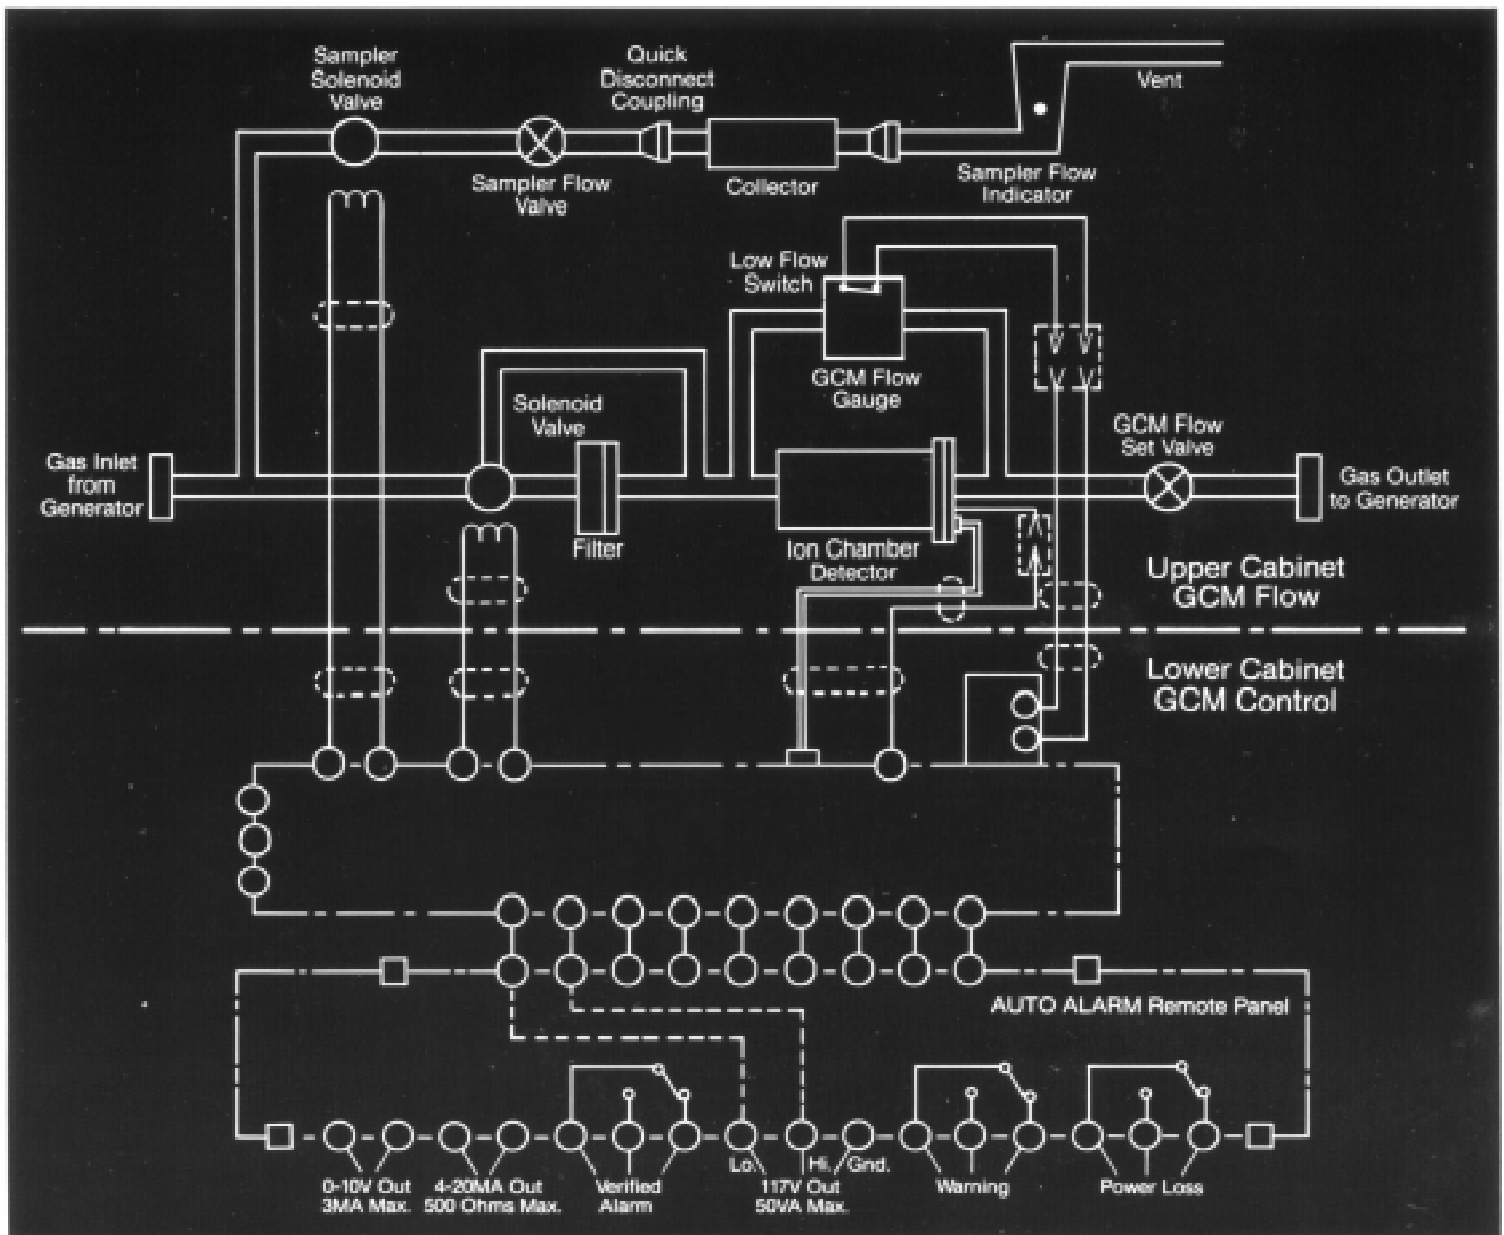 Sampler
Solenoid
Valve
Quick
Disconnect
Coupling
Vent
Sampler Flow
Valve
Collector
Sampler Flow
Indicator
Low Flow
Switch
GCM Flow
Gauge
Solenoid
Valve
GCM Flow
Set Valve
Gas Inlet
from
Generator
Gas Outlet
to Generator
Filter
Ion Chamber
Detector
Upper Cabinet
GCM Flow
Lower Cabinet
GCM Control
AUTO ALARM Remote Panel
Lo. Hi. Gnd.
0-10V Out
3MA Max.
4-20MA Out
500 Ohms Max.
Verified
Alarm
117V Out
50VA Max.
Warning
Power Loss